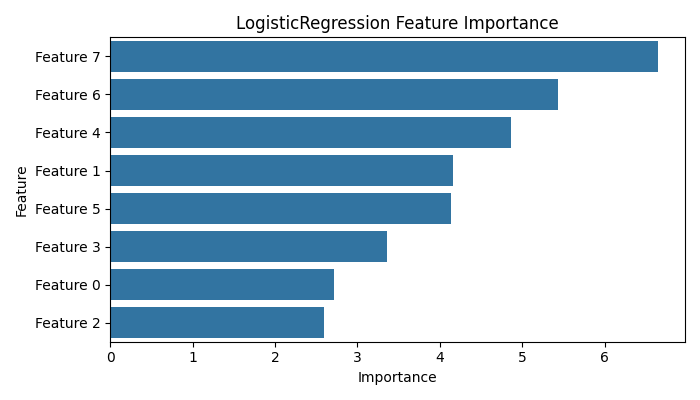 LogisticRegression Feature Importance
Feature
Feature 7
Feature 6
Feature 4
Feature 1
Feature 5
Feature 3
Feature 0
Feature 2
0 1 2 3 4 5 6
Importance